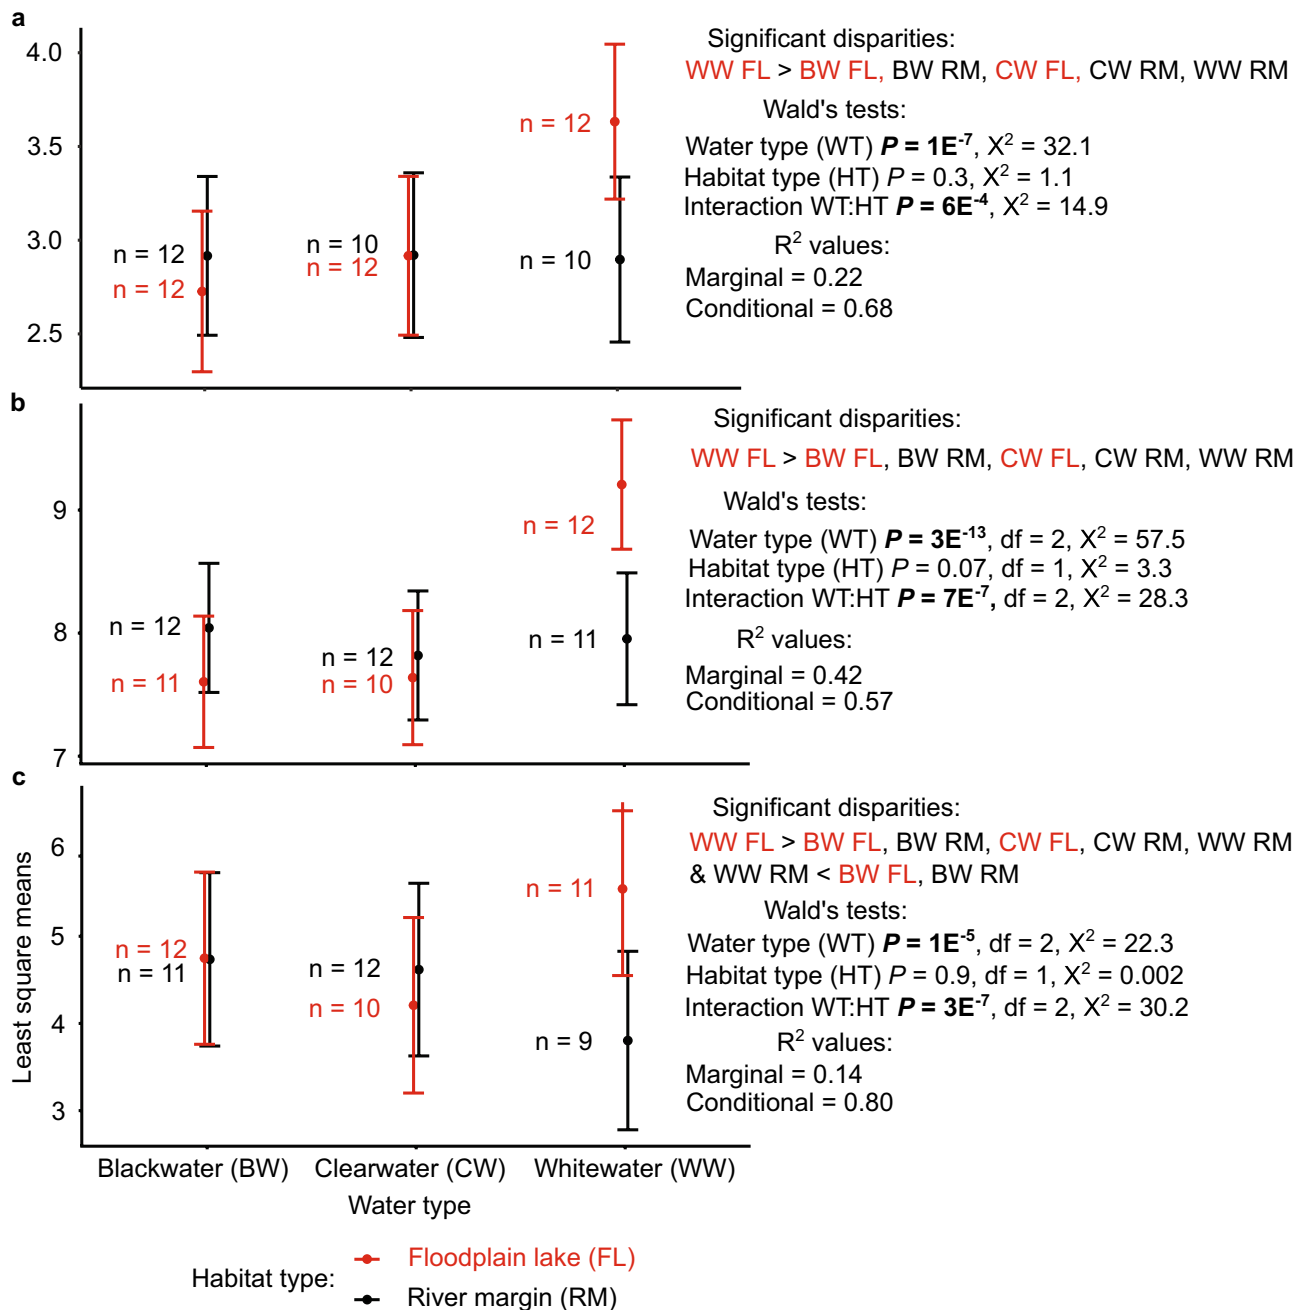 a
4.0
3.5
3.0
2.5
n = 12
n = 12
n = 10
n = 12
n = 12
n = 10
Significant disparities:
WW FL > BW FL, BW RM, CW FL, CW RM, WW RM
Wald's tests:
Water type (WT) P = 1E⁻⁷, X² = 32.1
Habitat type (HT) P = 0.3, X² = 1.1
Interaction WT:HT P = 6E⁻⁴, X² = 14.9
R² values:
Marginal = 0.22
Conditional = 0.68
b
9
8
7
n = 12
n = 11
n = 12
n = 10
n = 12
n = 11
Significant disparities:
WW FL > BW FL, BW RM, CW FL, CW RM, WW RM
Wald's tests:
Water type (WT) P = 3E⁻¹³, df = 2, X² = 57.5
Habitat type (HT) P = 0.07, df = 1, X² = 3.3
Interaction WT:HT P = 7E⁻⁷, df = 2, X² = 28.3
R² values:
Marginal = 0.42
Conditional = 0.57
c
Least square means
6
5
4
3
n = 12
n = 11
n = 12
n = 10
n = 11
n = 9
Significant disparities:
WW FL > BW FL, BW RM, CW FL, CW RM, WW RM
& WW RM < BW FL, BW RM
Wald's tests:
Water type (WT) P = 1E⁻⁵, df = 2, X² = 22.3
Habitat type (HT) P = 0.9, df = 1, X² = 0.002
Interaction WT:HT P = 3E⁻⁷, df = 2, X² = 30.2
R² values:
Marginal = 0.14
Conditional = 0.80
Blackwater (BW) Clearwater (CW) Whitewater (WW)
Water type
Habitat type:
Floodplain lake (FL)
River margin (RM)